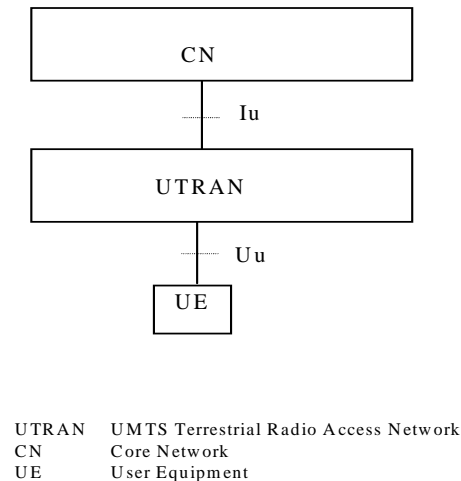 CN
Iu
UTRAN
Uu
UE
UTRAN UMTS Terrestrial Radio Access Network
CN Core Network
UE User Equipment